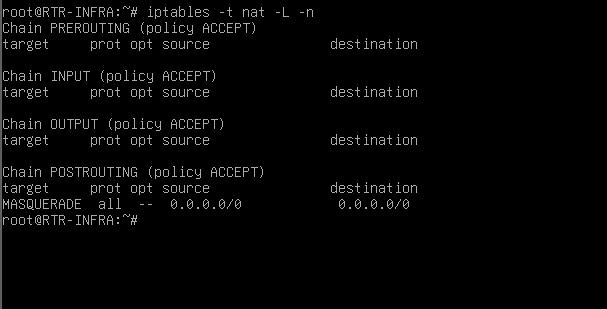 root@RTR-INFRA:~# iptables -t nat -L -n
Chain PREROUTING (policy ACCEPT)
target     prot opt source               destination

Chain INPUT (policy ACCEPT)
target     prot opt source               destination

Chain OUTPUT (policy ACCEPT)
target     prot opt source               destination

Chain POSTROUTING (policy ACCEPT)
target     prot opt source               destination
MASQUERADE  all  --  0.0.0.0/0            0.0.0.0/0
root@RTR-INFRA:~#